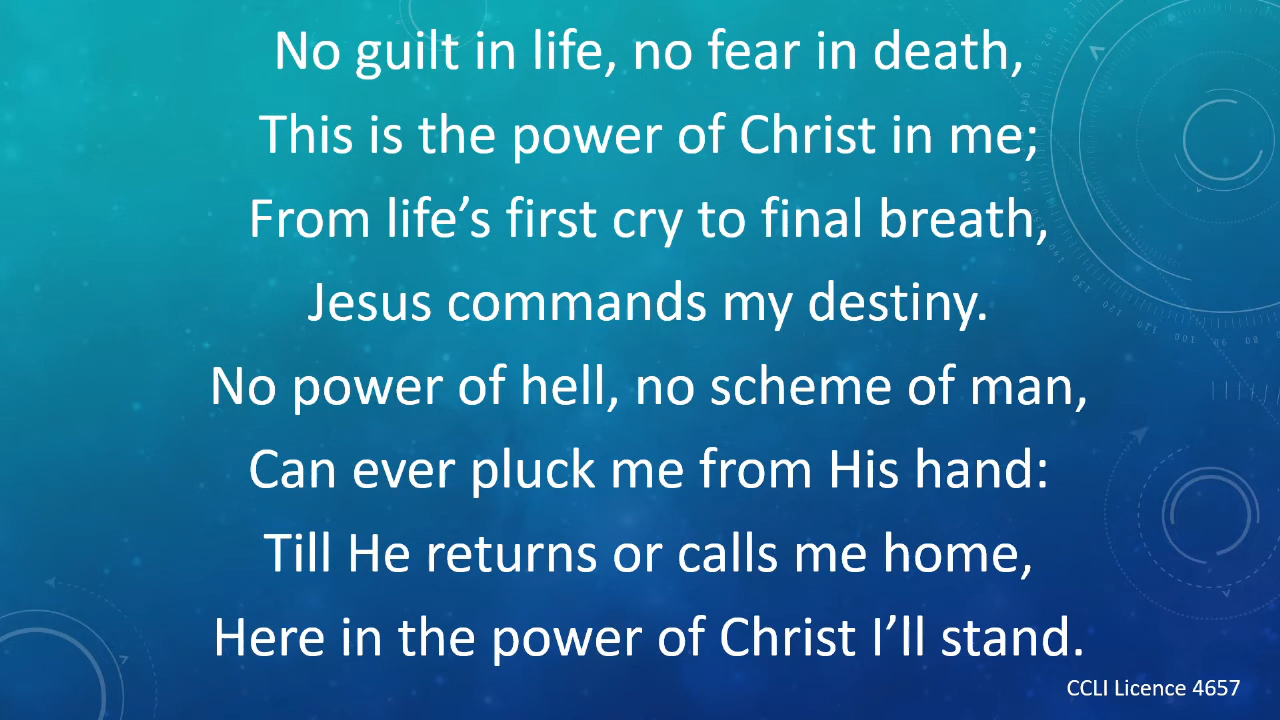 No guilt in life, no fear in death,
This is the power of Christ in me;
From life’s first cry to final breath,
Jesus commands my destiny.
No power of hell, no scheme of man,
Can ever pluck me from His hand:
Till He returns or calls me home,
Here in the power of Christ I’ll stand.
CCLI Licence 4657